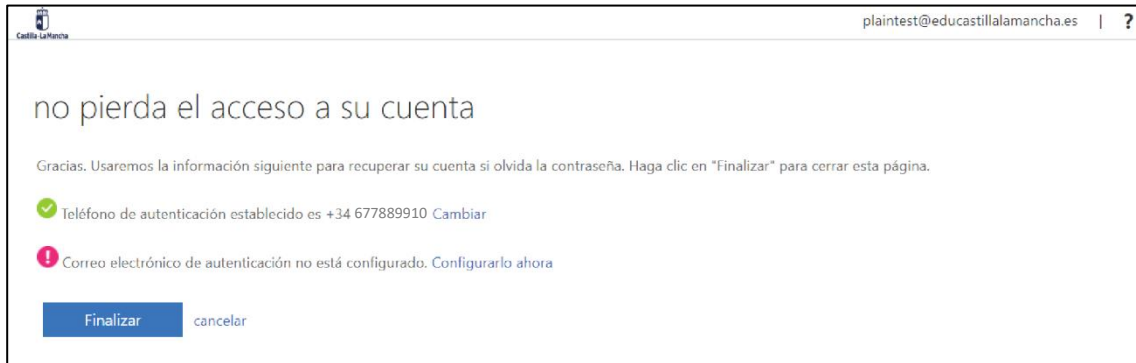 Castilla-La Mancha
plaintest@educastillalamancha.es | ?
no pierda el acceso a su cuenta
Gracias. Usaremos la información siguiente para recuperar su cuenta si olvida la contraseña. Haga clic en "Finalizar" para cerrar esta página.
Teléfono de autenticación establecido es +34 677889910 Cambiar
! Correo electrónico de autenticación no está configurado. Configurarlo ahora
Finalizar cancelar